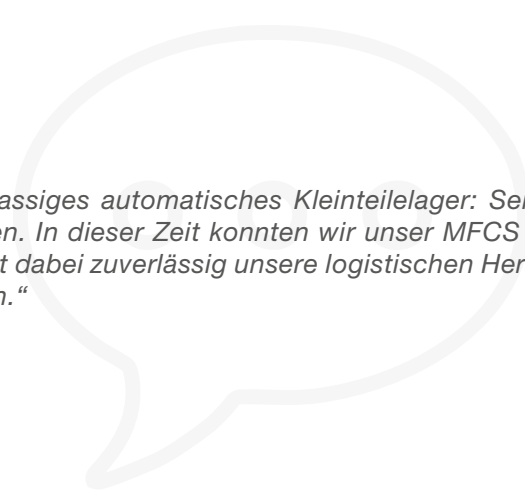 assiges automatisches Kleinteilelager: Sei
en. In dieser Zeit konnten wir unser MFCS
t dabei zuverlässig unsere logistischen Her
n.“